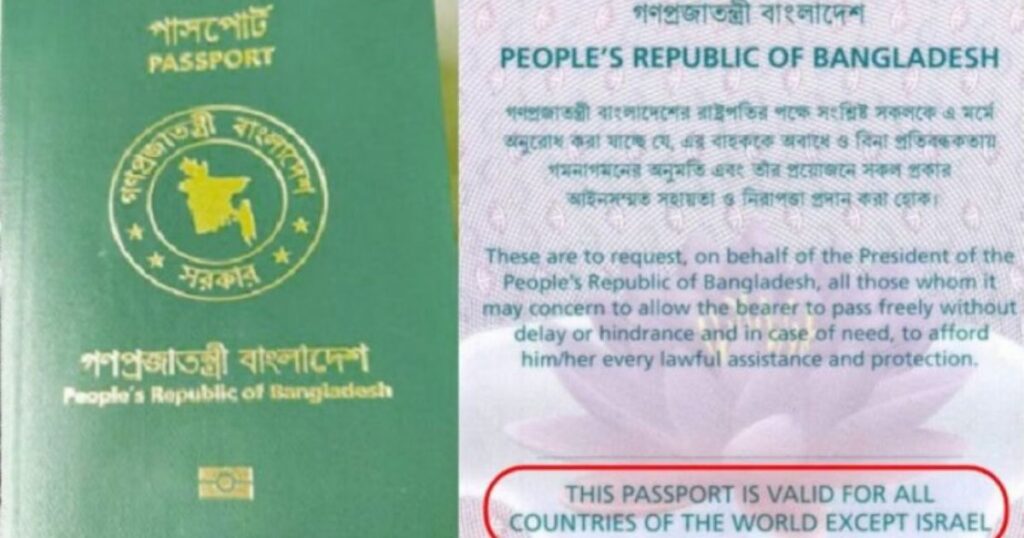 পাসপোর্ট
PASSPORT
গণপ্রজাতন্ত্রী বাংলাদেশ
সরকার
গণপ্রজাতন্ত্রী বাংলাদেশ
People's Republic of Bangladesh
গণপ্রজাতন্ত্রী বাংলাদেশ
PEOPLE'S REPUBLIC OF BANGLADESH
গণপ্রজাতন্ত্রী বাংলাদেশের রাষ্ট্রপতির পক্ষে সংশ্লিষ্ট সকলকে এ মর্মে
অনুরোধ করা যাচ্ছে যে, এর বাহককে অবাধে ও বিনা প্রতিবন্ধকতায়
গমনাগমনের অনুমতি এবং তাঁর প্রয়োজনে সকল প্রকার
আইনসম্মত সহায়তা ও নিরাপত্তা প্রদান করা হোক।
These are to request, on behalf of the President of the
People's Republic of Bangladesh, all those whom it
may concern to allow the bearer to pass freely without
delay or hindrance and in case of need, to afford
him/her every lawful assistance and protection.
THIS PASSPORT IS VALID FOR ALL
COUNTRIES OF THE WORLD EXCEPT ISRAEL